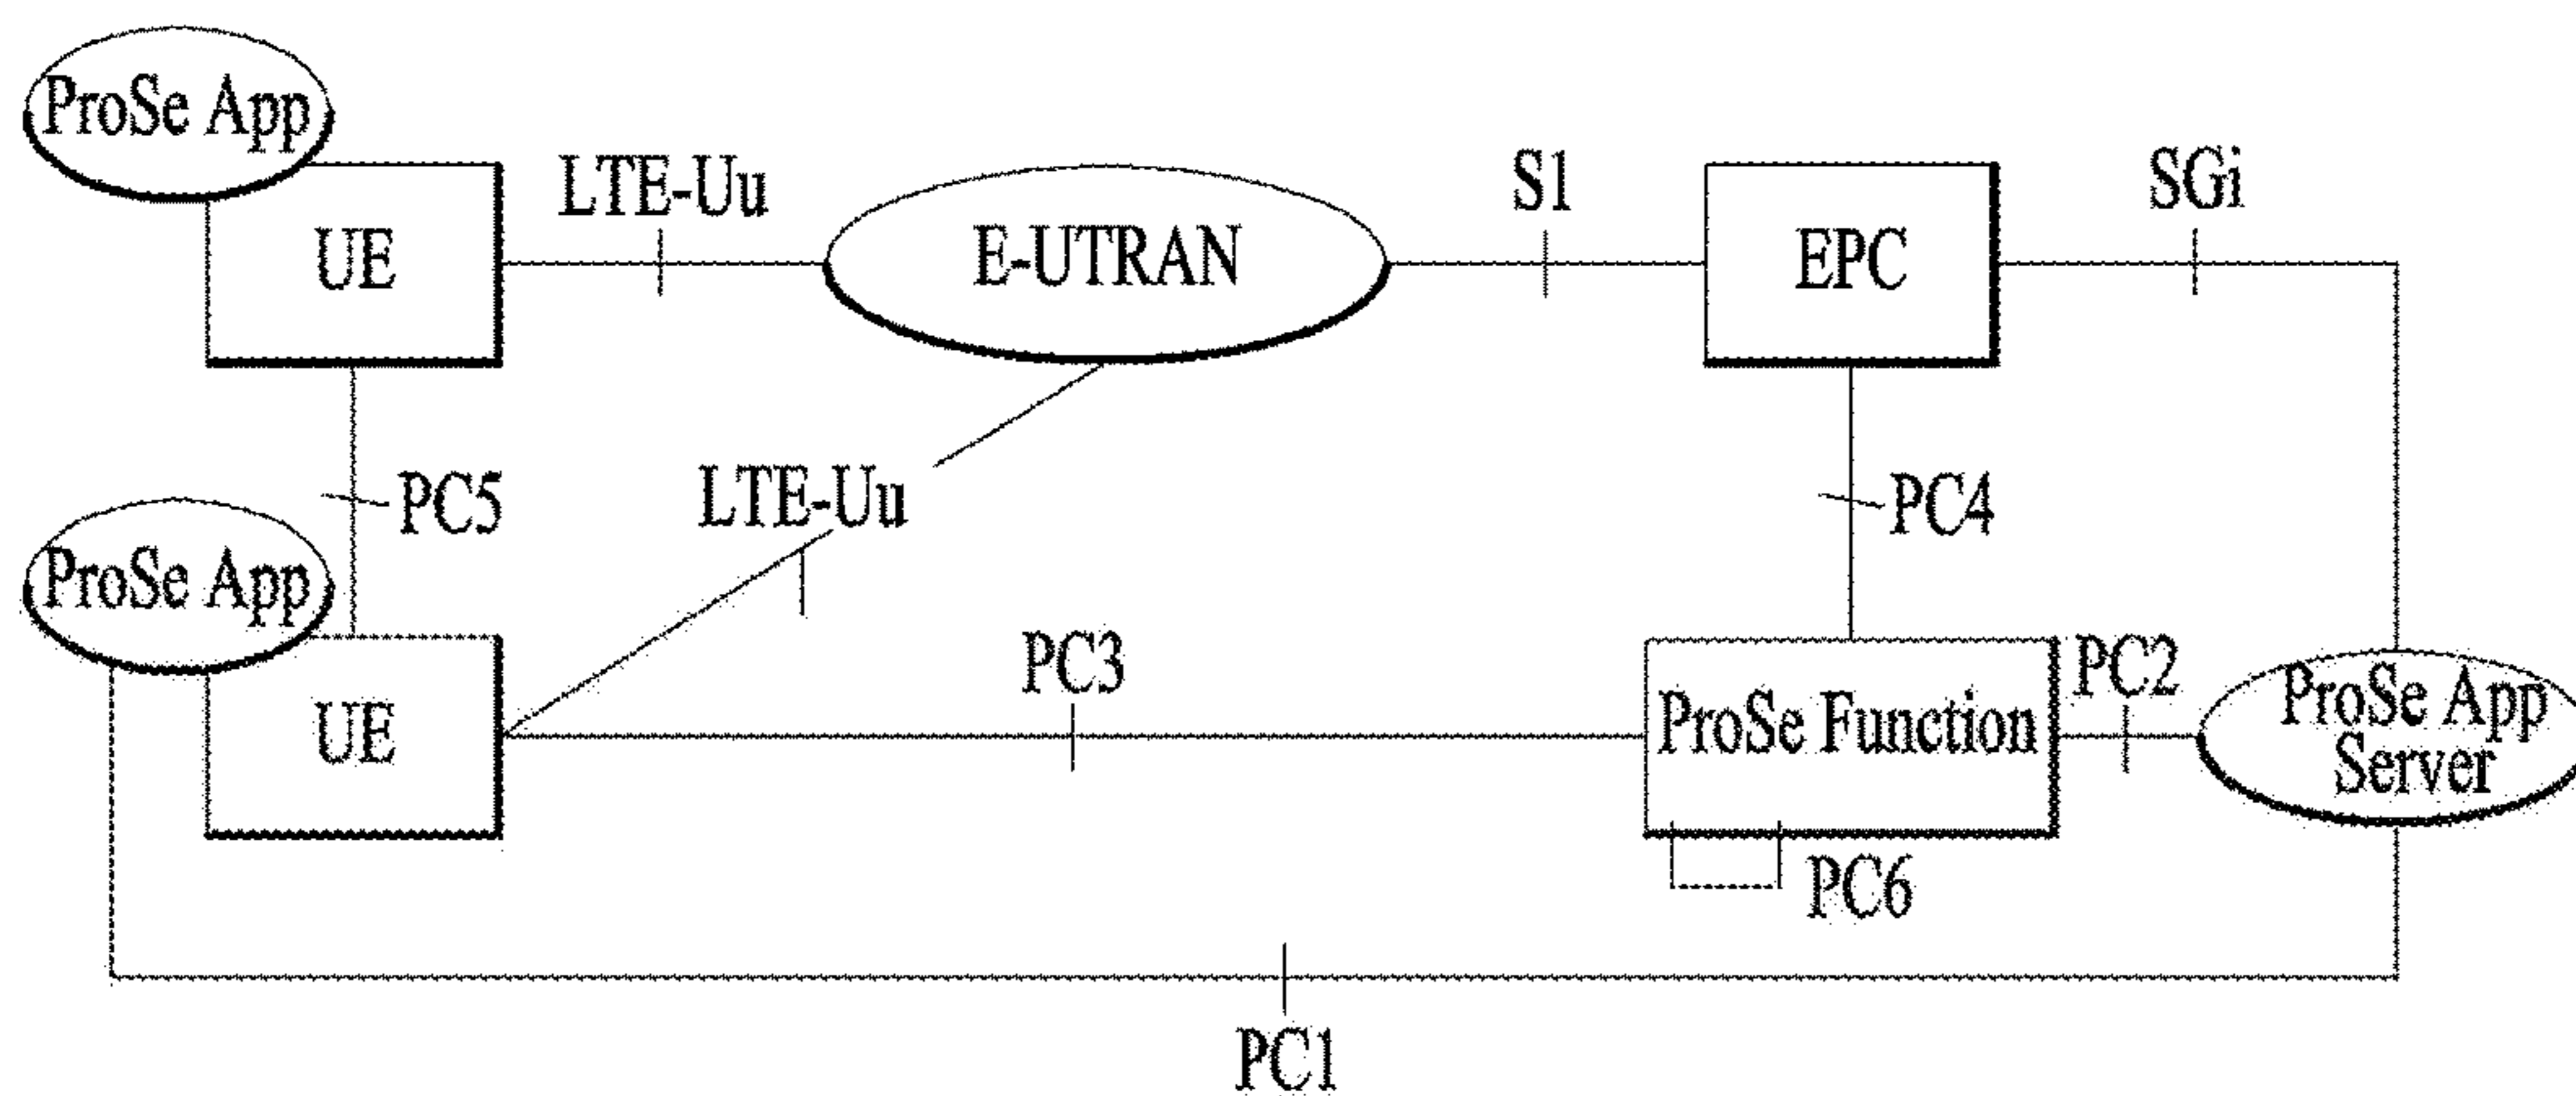 ProSe App
LTE-Uu
S1
SGi
UE
E-UTRAN
EPC
LTE-Uu
PC5
PC4
ProSe App
PC3
PC2
UE
ProSe Function
ProSe App
Server
PC6
PC1